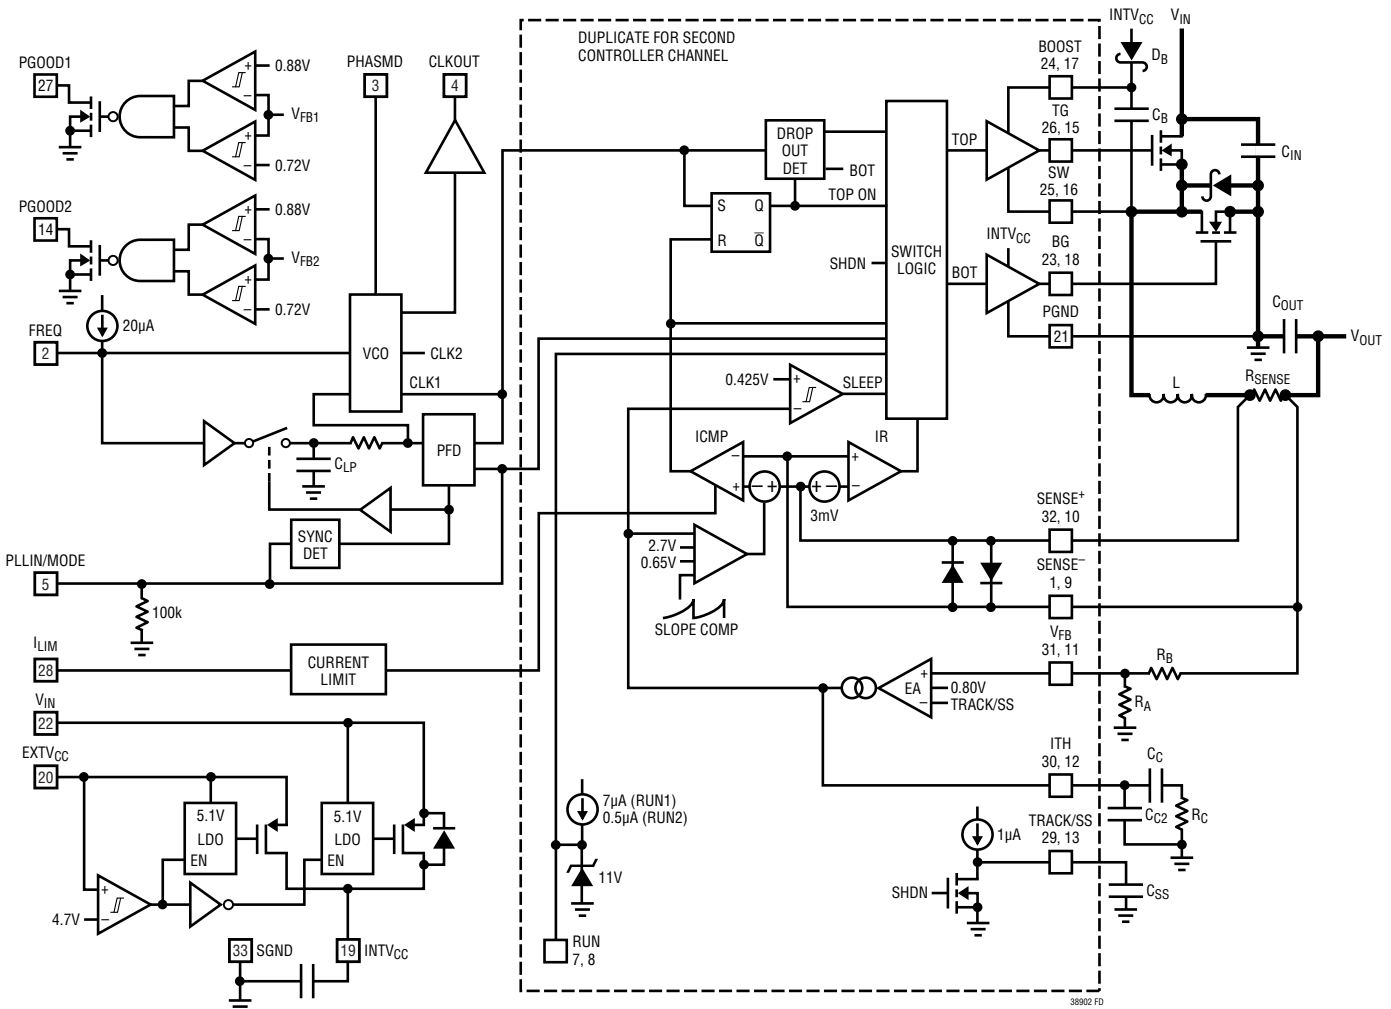 DUPLICATE FOR SECOND
CONTROLLER CHANNEL
PGOOD1
27
0.88V
VFB1
0.72V
PGOOD2
14
0.88V
VFB2
0.72V
PHASMD
3
CLKOUT
4
FREQ
2
20µA
VCO
CLK2
CLK1
CLP
PFD
SYNC
DET
PLLIN/MODE
5
100k
ILIM
28
CURRENT
LIMIT
VIN
22
EXTVCC
20
5.1V
LDO
EN
5.1V
LDO
EN
4.7V
+
–
33
SGND
19
INTVCC
DROP
OUT
DET
BOT
TOP ON
S
Q
R
Q̅
SHDN
SWITCH
LOGIC
TOP
BOT
INTVCC
0.425V
+
–
SLEEP
ICMP
–
+
– +
+ –
3mV
IR
+
–
2.7V
0.65V
SLOPE COMP
EA
+
–
0.80V
TRACK/SS
7µA (RUN1)
0.5µA (RUN2)
11V
RUN
7, 8
1µA
SHDN
BOOST
24, 17
TG
26, 15
SW
25, 16
BG
23, 18
PGND
21
SENSE+
32, 10
SENSE–
1, 9
VFB
31, 11
ITH
30, 12
TRACK/SS
29, 13
INTVCC
VIN
DB
CB
CIN
COUT
VOUT
L
RSENSE
RB
RA
CC
CC2
RC
CSS
38902 FD